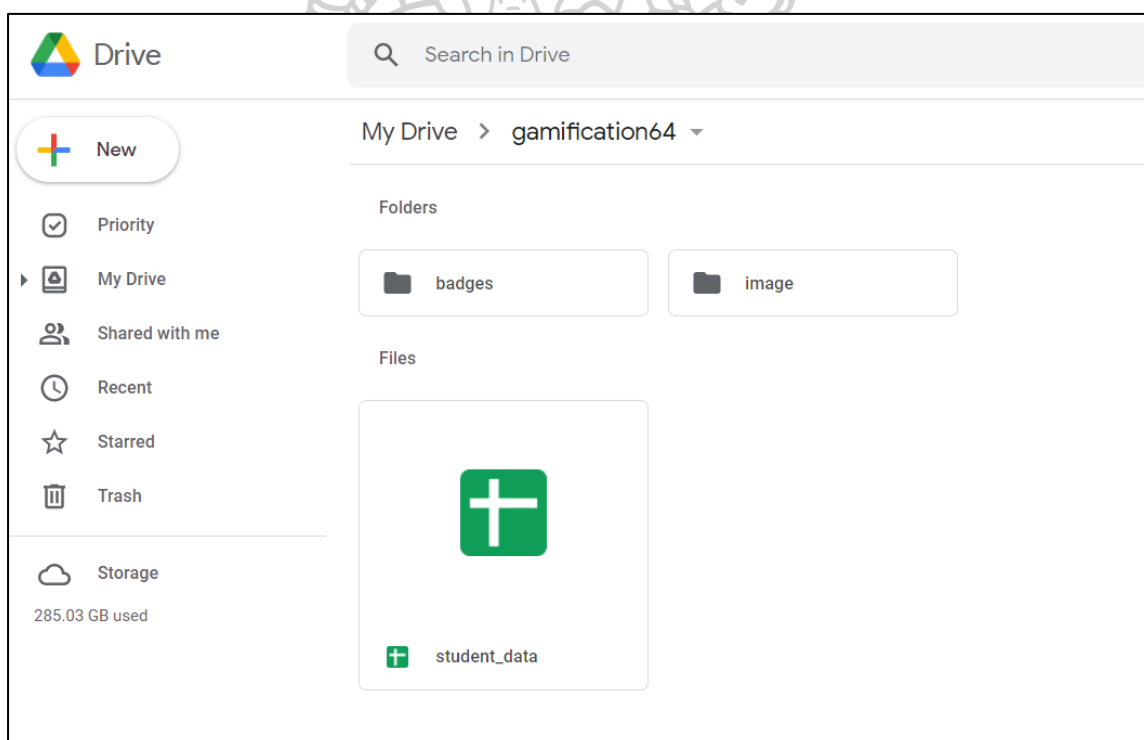 Drive
Search in Drive
New
Priority
My Drive
Shared with me
Recent
Starred
Trash
Storage
285.03 GB used
My Drive > gamification64
Folders
badges
image
Files
student_data